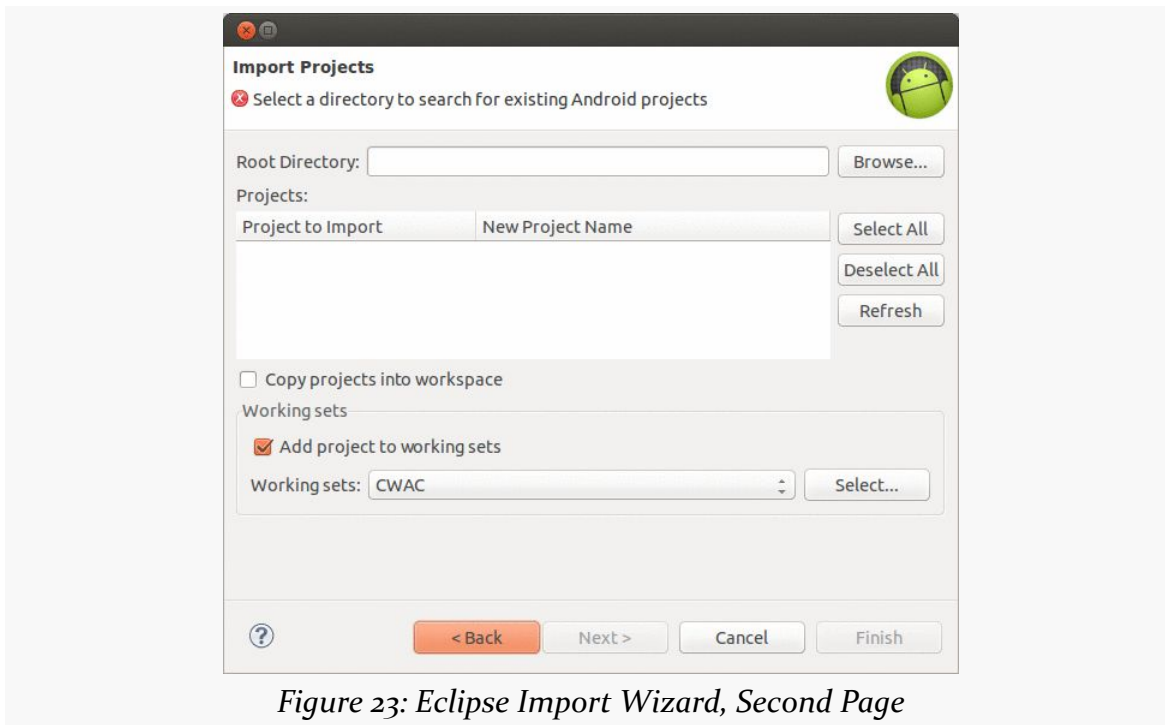 Import Projects
Select a directory to search for existing Android projects
Root Directory:
Browse...
Projects:
Project to Import
New Project Name
Select All
Deselect All
Refresh
Copy projects into workspace
Working sets
Add project to working sets
Working sets:
CWAC
Select...
?
< Back
Next >
Cancel
Finish
Figure 23: Eclipse Import Wizard, Second Page